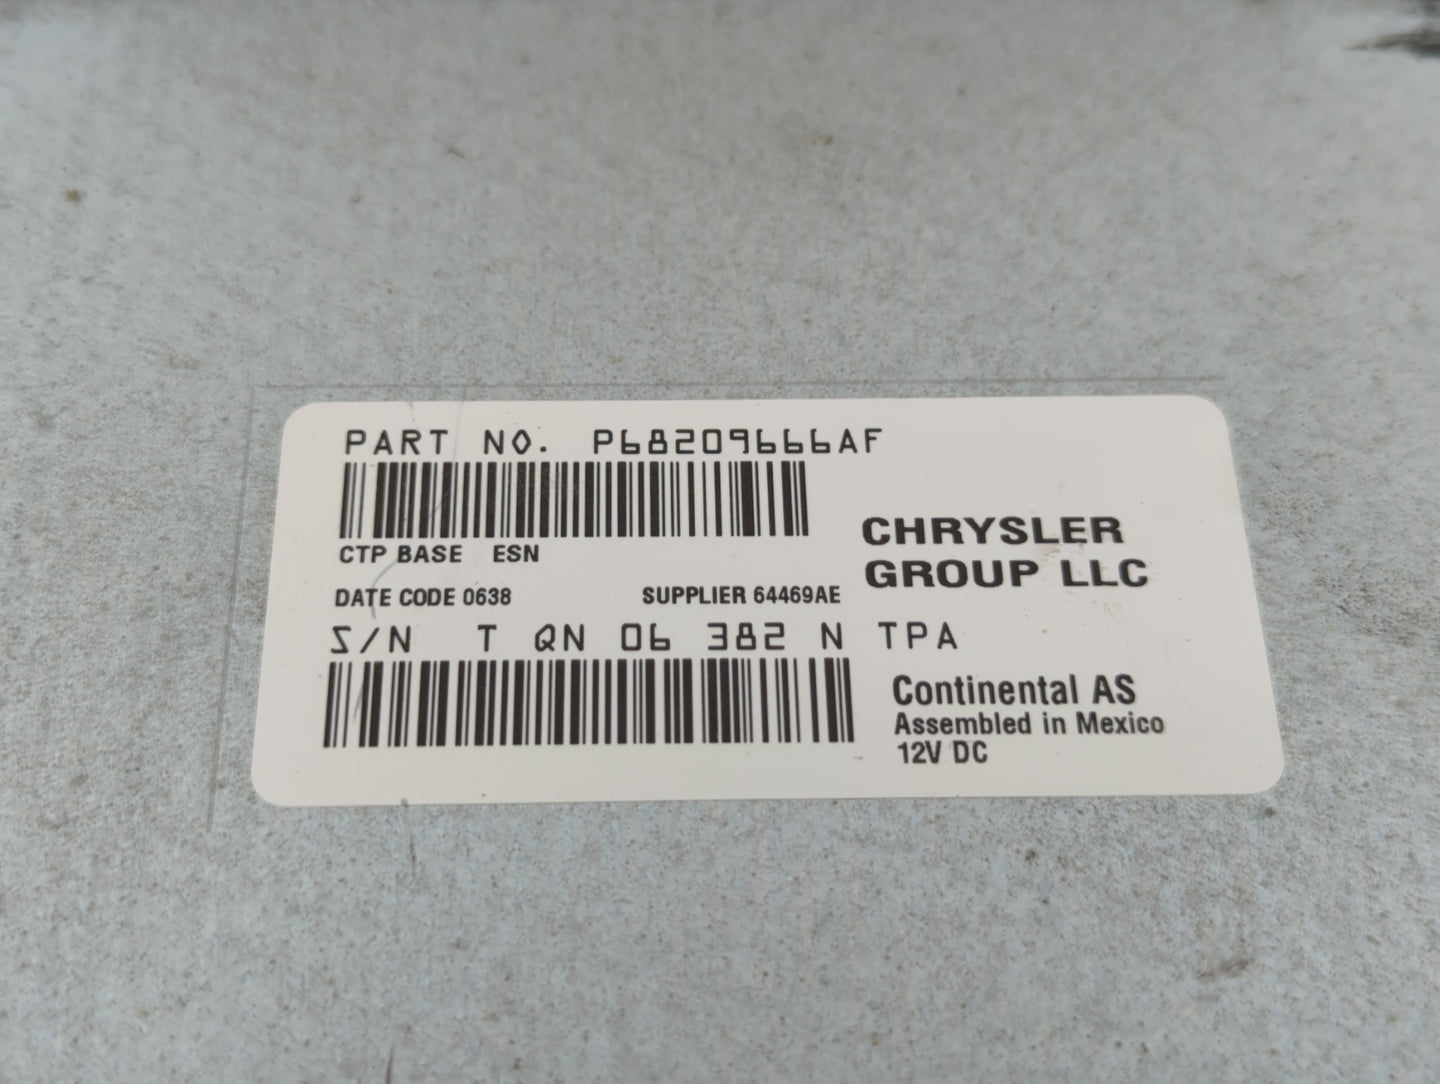 PART NO. P68209666AF
CTP BASE ESN
DATE CODE 0638 SUPPLIER 64469AE
CHRYSLER
GROUP LLC
S/N T QN 06 382 N TPA
Continental AS
Assembled in Mexico
12V DC